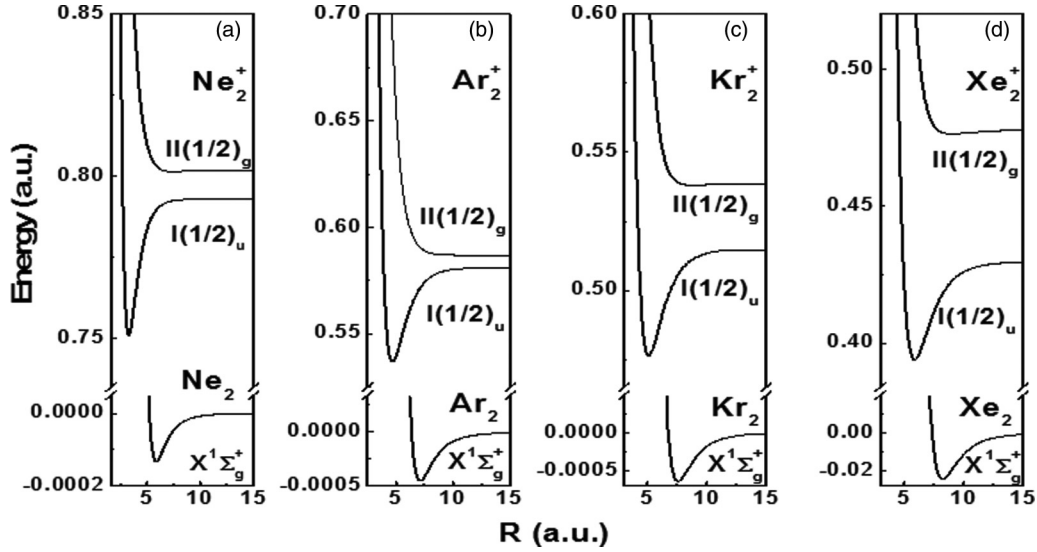 Energy (a.u.)
0.85
0.80
0.75
0.0000
-0.0002
(a)
Ne₂⁺
II(1/2)g
I(1/2)u
Ne₂
X¹Σg⁺
5 10 15
0.70
0.65
0.60
0.55
0.0000
-0.0005
(b)
Ar₂⁺
II(1/2)g
I(1/2)u
Ar₂
X¹Σg⁺
5 10 15
0.60
0.55
0.50
0.0000
-0.0005
(c)
Kr₂⁺
II(1/2)g
I(1/2)u
Kr₂
X¹Σg⁺
5 10 15
0.50
0.45
0.40
0.00
-0.02
(d)
Xe₂⁺
II(1/2)g
I(1/2)u
Xe₂
X¹Σg⁺
5 10 15
R (a.u.)